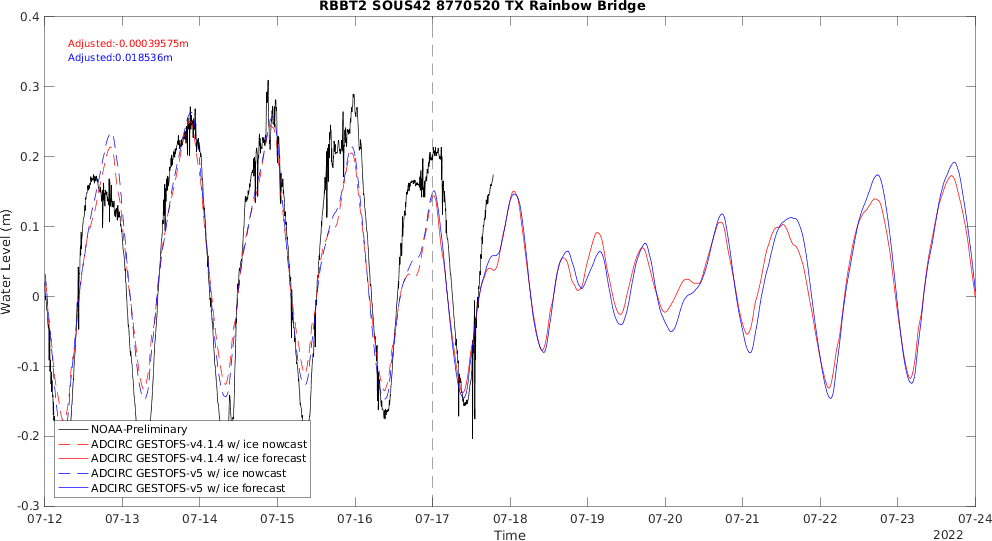 RBBT2 SOUS42 8770520 TX Rainbow Bridge
Adjusted:-0.00039575m
Adjusted:0.018536m
Water Level (m)
0.4
0.3
0.2
0.1
0
-0.1
-0.2
-0.3
NOAA-Preliminary
ADCIRC GESTOFS-v4.1.4 w/ ice nowcast
ADCIRC GESTOFS-v4.1.4 w/ ice forecast
ADCIRC GESTOFS-v5 w/ ice nowcast
ADCIRC GESTOFS-v5 w/ ice forecast
07-12 07-13 07-14 07-15 07-16 07-17 07-18 07-19 07-20 07-21 07-22 07-23 07-24
Time
2022